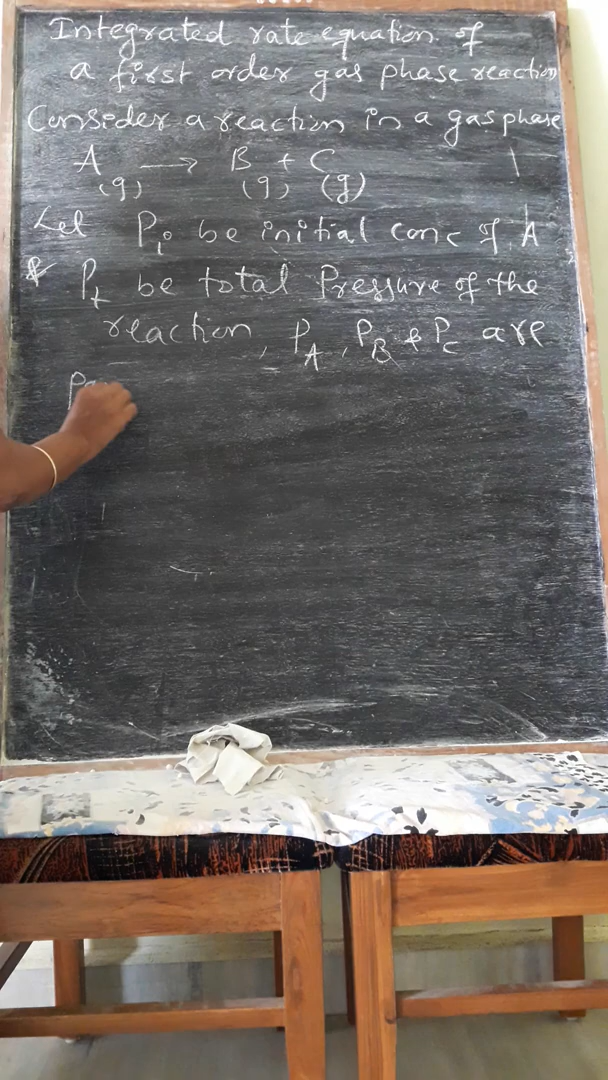 Integrated rate equation of
a first order gas phase reaction
Consider a reaction in a gas phase
A → B + C
(g) (g) (g)
Let Pi be initial conc of A
& Pt be total Pressure of the
reaction, PA, PB & PC are
Pa